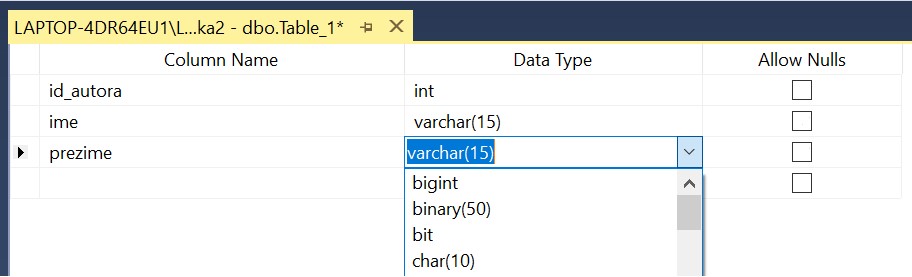 LAPTOP-4DR64EU1\L...ka2 - dbo.Table_1*
Column Name Data Type Allow Nulls
id_autora int
ime varchar(15)
prezime varchar(15)
bigint
binary(50)
bit
char(10)